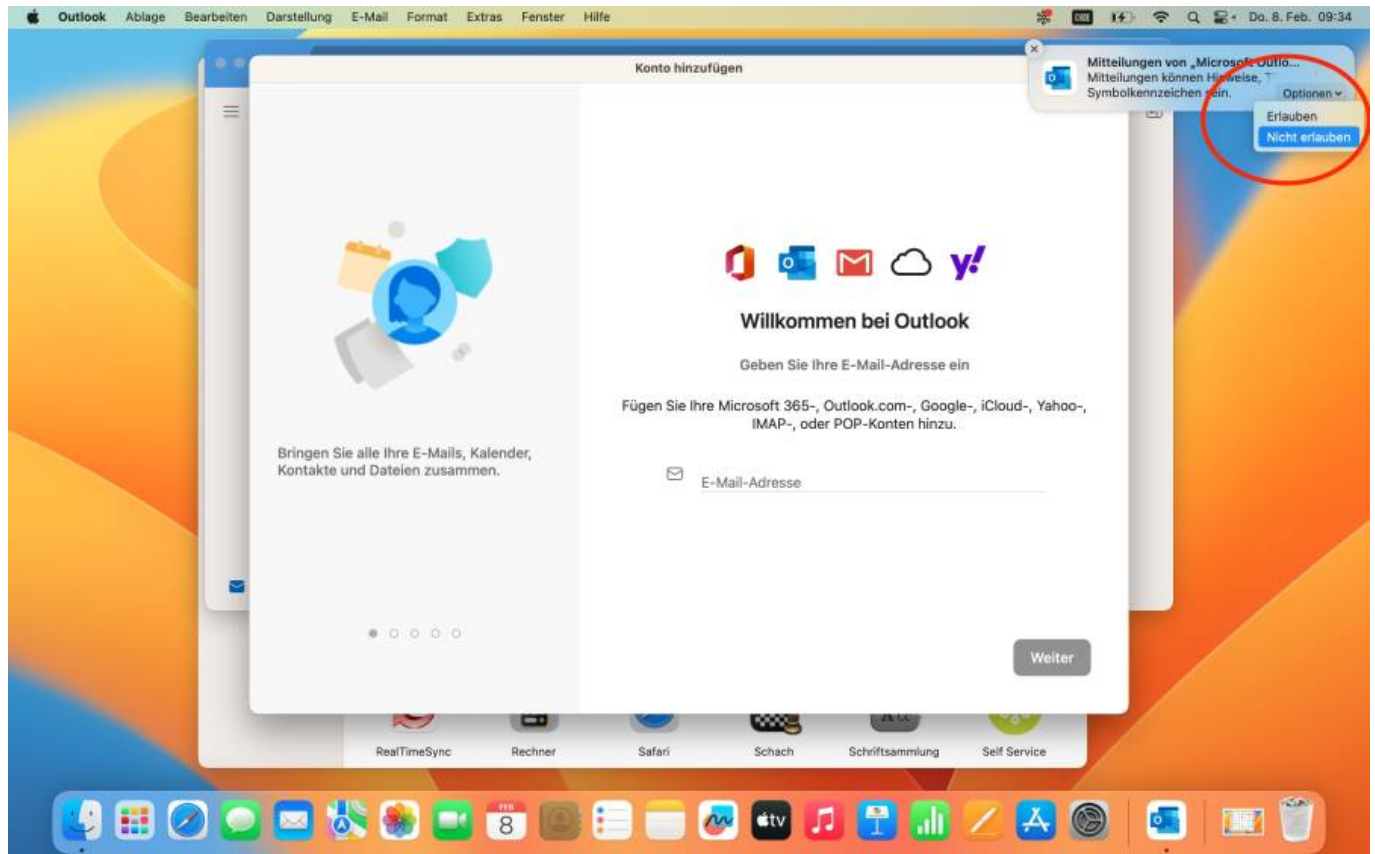 Outlook Ablage Bearbeiten Darstellung E-Mail Format Extras Fenster Hilfe
Do. 8. Feb. 09:34
Konto hinzufügen
Mitteilungen von „Microsoft Outlo...
Mitteilungen können Hinweise,
Symbolkennzeichen sein.
Optionen
Erlauben
Nicht erlauben
Willkommen bei Outlook
Geben Sie Ihre E-Mail-Adresse ein
Fügen Sie Ihre Microsoft 365-, Outlook.com-, Google-, iCloud-, Yahoo-,
IMAP-, oder POP-Konten hinzu.
Bringen Sie alle Ihre E-Mails, Kalender,
Kontakte und Dateien zusammen.
E-Mail-Adresse
Weiter
RealTimeSync Rechner Safari Schach Schriftsammlung Self Service
FEB
8
tv